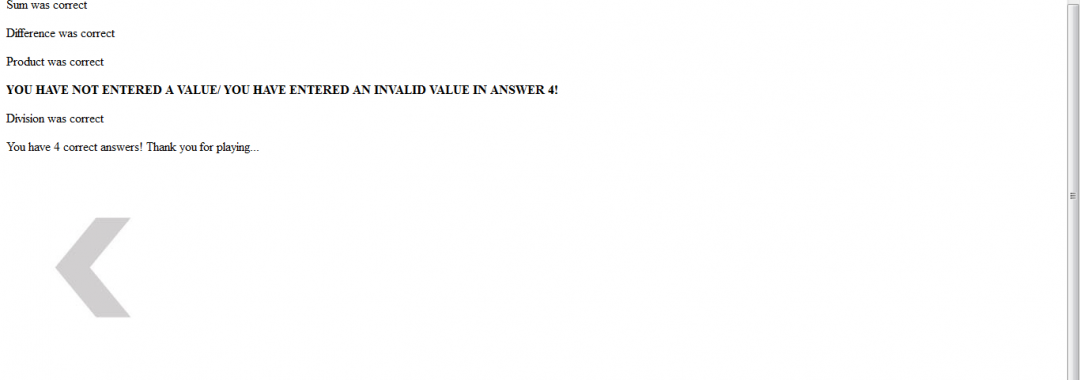 Sum was correct
Difference was correct
Product was correct
YOU HAVE NOT ENTERED A VALUE/ YOU HAVE ENTERED AN INVALID VALUE IN ANSWER 4!
Division was correct
You have 4 correct answers! Thank you for playing...